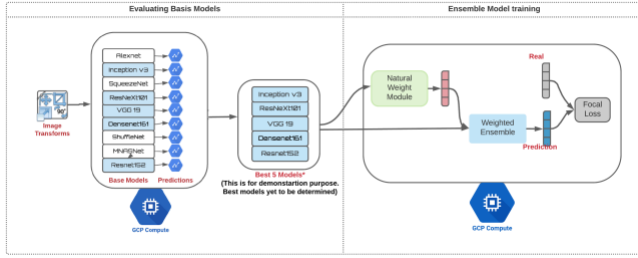 Evaluating Basis Models
Ensemble Model training
Alexnet
Inception v3
SqueezeNet
ResNeXt101
VGG 19
Densenet161
ShuffleNet
MNASNet
Resnet152
Image
Transforms
90°
Base Models
Predictions
GCP Compute
Inception v3
ResNeXt101
VGG 19
Densenet161
Resnet152
Best 5 Models*
(This is for demonstartion purpose.
Best models yet to be determined)
Natural
Weight
Module
Real
Weighted
Ensemble
Prediction
Focal
Loss
GCP Compute